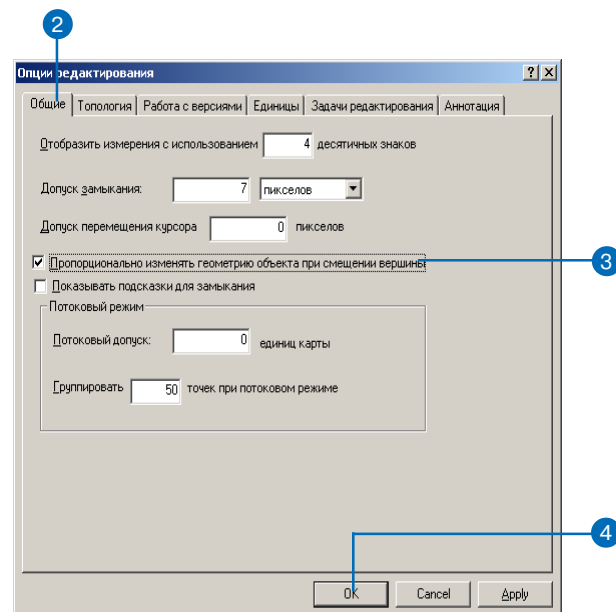 2
Опции редактирования
Общие Топология Работа с версиями Единицы Задачи редактирования Аннотация
Отобразить измерения с использованием 4 десятичных знаков
Допуск замыкания: 7 пикселов
Допуск перемещения курсора 0 пикселов
Пропорционально изменять геометрию объекта при смещении вершины
3
Показывать подсказки для замыкания
Потоковый режим
Потоковый допуск: 0 единиц карты
Группировать 50 точек при потоковом режиме
4
OK Cancel Apply